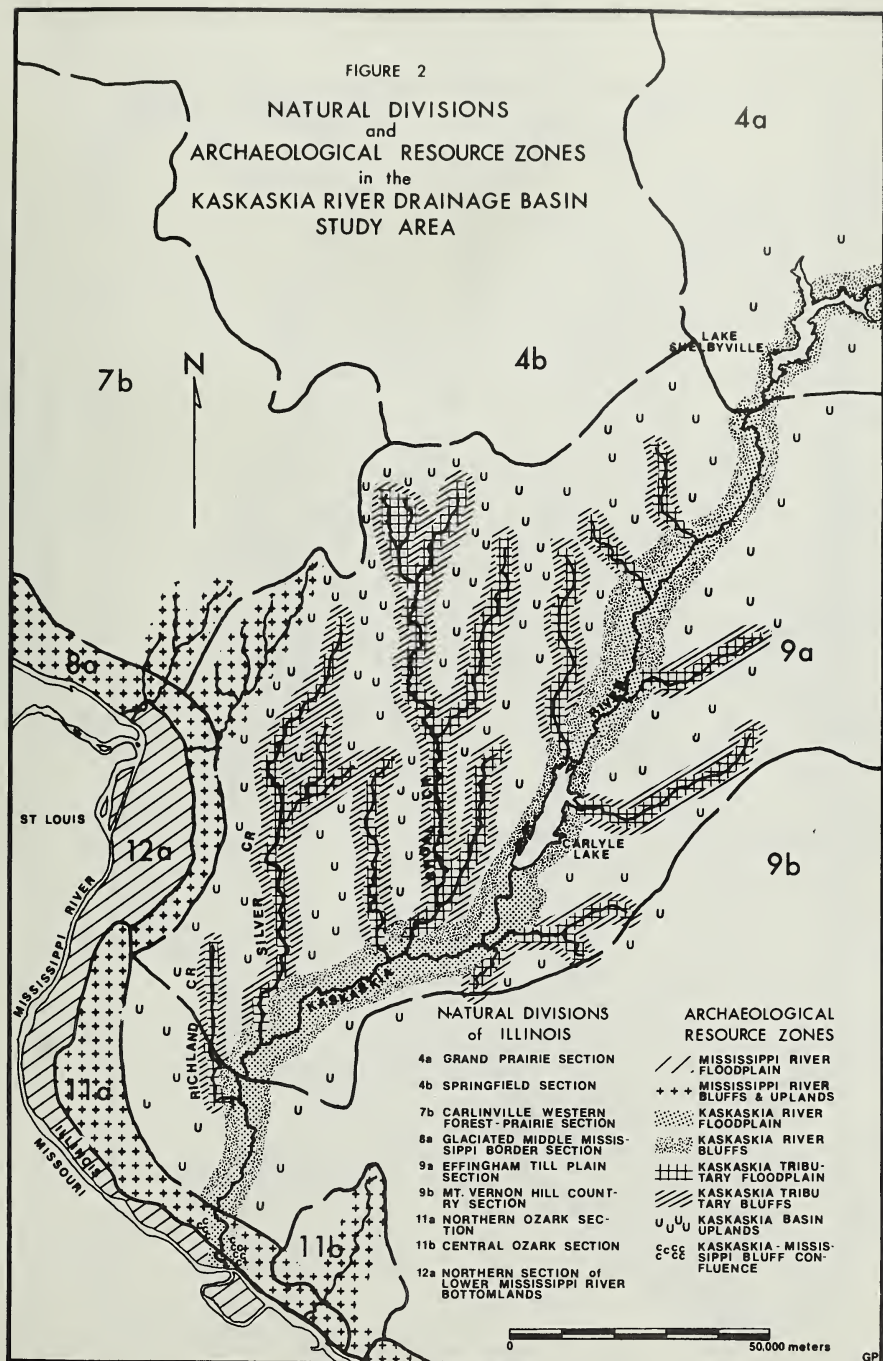 FIGURE 2
NATURAL DIVISIONS
and
ARCHAEOLOGICAL RESOURCE ZONES
in the
KASKASKIA RIVER DRAINAGE BASIN
STUDY AREA
4a
LAKE
SHELBYVILLE
7b
N
4b
8a
9a
RIVER
ST LOUIS
12a
SILVER CR
SHOAL CR
CARLYLE
LAKE
9b
MISSISSIPPI RIVER
RICHLAND CR
KASKASKIA
11a
ILLINOIS
MISSOURI
11b
NATURAL DIVISIONS
of ILLINOIS
4a GRAND PRAIRIE SECTION
4b SPRINGFIELD SECTION
7b CARLINVILLE WESTERN
FOREST-PRAIRIE SECTION
8a GLACIATED MIDDLE MISSIS-
SIPPI BORDER SECTION
9a EFFINGHAM TILL PLAIN
SECTION
9b MT. VERNON HILL COUNT-
RY SECTION
11a NORTHERN OZARK SEC-
TION
11b CENTRAL OZARK SECTION
12a NORTHERN SECTION of
LOWER MISSISSIPPI RIVER
BOTTOMLANDS
ARCHAEOLOGICAL
RESOURCE ZONES
MISSISSIPPI RIVER
FLOODPLAIN
MISSISSIPPI RIVER
BLUFFS & UPLANDS
KASKASKIA RIVER
FLOODPLAIN
KASKASKIA RIVER
BLUFFS
KASKASKIA TRIBU-
TARY FLOODPLAIN
KASKASKIA TRIBU
TARY BLUFFS
U U U U KASKASKIA BASIN
UPLANDS
cccc KASKASKIA-MISSIS-
cccc SIPPI BLUFF CON-
FLUENCE
0
50,000 meters
GP